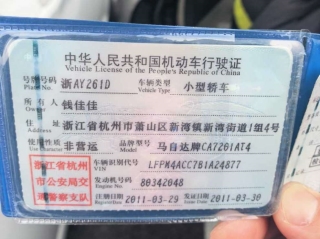 中华人民共和国机动车行驶证
Vehicle License of the People's Republic of China
号牌号码 浙AY261D 车辆类型 小型轿车
Plate No. Vehicle Type
所有人 钱佳佳
Owner
住址 浙江省杭州市萧山区新湾镇新湾街道1组4号
Address
使用性质 非营运 品牌型号 马自达牌CA7201AT4
Use Character Model
浙江省杭州 车辆识别代号 LFPM4ACC7B1A24877
VIN
市公安局交 发动机号码 80342048
Engine No.
通警察支队 注册日期 2011-03-29 发证日期 2011-03-30
Register Date Issue Date